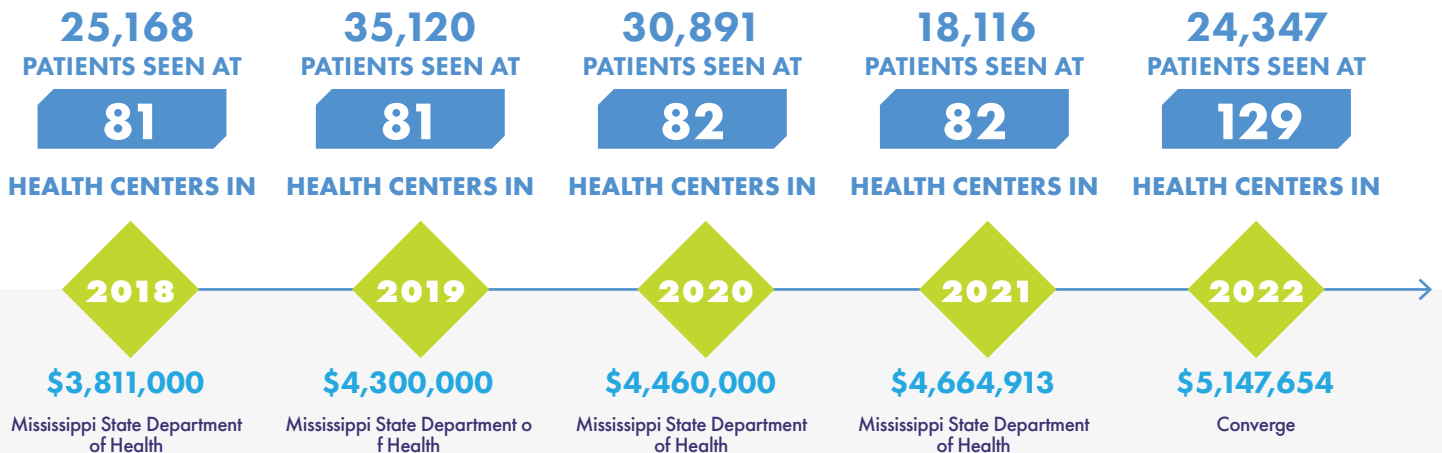 25,168
PATIENTS SEEN AT
81
HEALTH CENTERS IN
2018
$3,811,000
Mississippi State Department
of Health
35,120
PATIENTS SEEN AT
81
HEALTH CENTERS IN
2019
$4,300,000
Mississippi State Department o
f Health
30,891
PATIENTS SEEN AT
82
HEALTH CENTERS IN
2020
$4,460,000
Mississippi State Department
of Health
18,116
PATIENTS SEEN AT
82
HEALTH CENTERS IN
2021
$4,664,913
Mississippi State Department
of Health
24,347
PATIENTS SEEN AT
129
HEALTH CENTERS IN
2022
$5,147,654
Converge